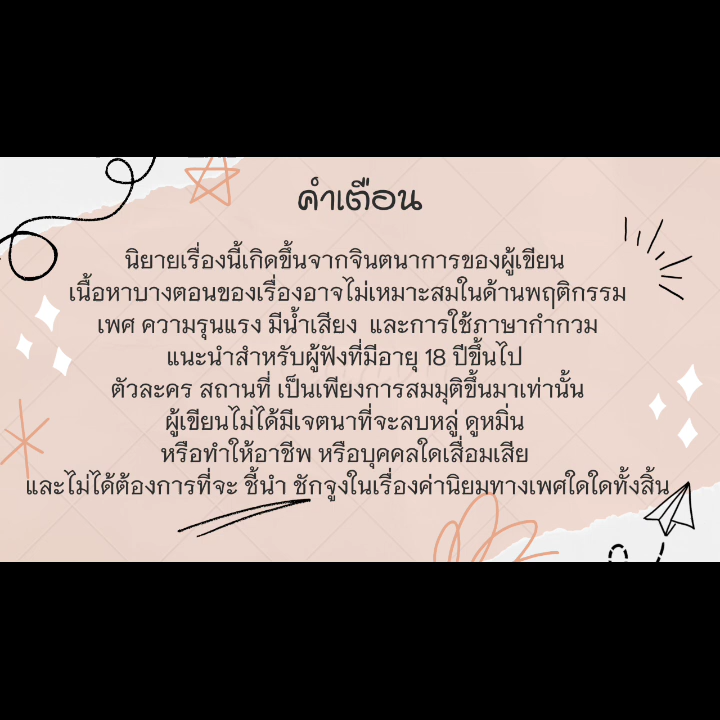 คำเตือน
นิยายเรื่องนี้เกิดขึ้นจากจินตนาการของผู้เขียน
เนื้อหาบางตอนของเรื่องอาจไม่เหมาะสมในด้านพฤติกรรม
เพศ ความรุนแรง มีน้ำเสียง และการใช้ภาษากำกวม
แนะนำสำหรับผู้ฟังที่มีอายุ 18 ปีขึ้นไป
ตัวละคร สถานที่ เป็นเพียงการสมมุติขึ้นมาเท่านั้น
ผู้เขียนไม่ได้มีเจตนาที่จะลบหลู่ ดูหมิ่น
หรือทำให้อาชีพ หรือบุคคลใดเสื่อมเสีย
และไม่ได้ต้องการที่จะ ชี้นำ ชักจูงในเรื่องค่านิยมทางเพศใดใดทั้งสิ้น